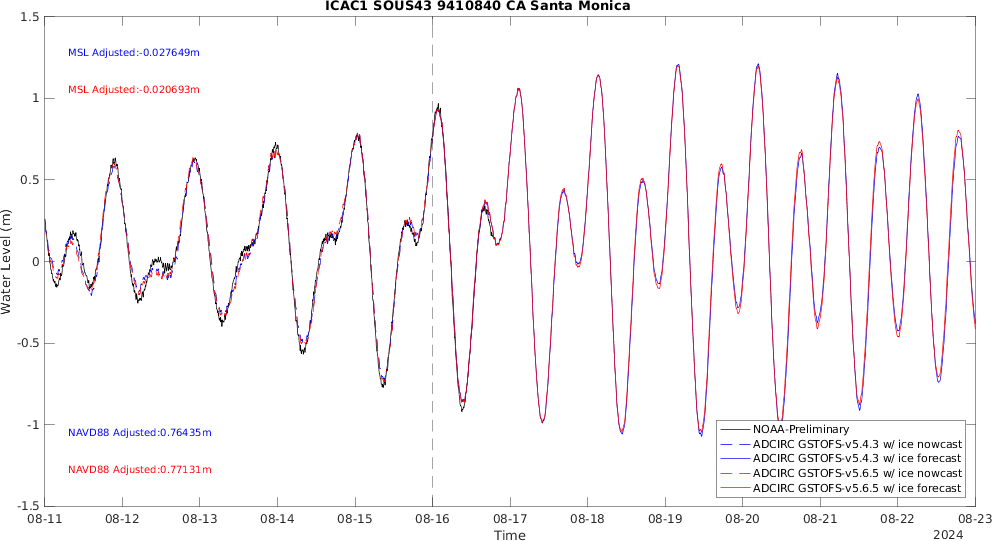 ICAC1 SOUS43 9410840 CA Santa Monica
1.5
MSL Adjusted:-0.027649m
MSL Adjusted:-0.020693m
1
0.5
0
-0.5
-1
-1.5
Water Level (m)
NAVD88 Adjusted:0.76435m
NAVD88 Adjusted:0.77131m
NOAA-Preliminary
ADCIRC GSTOFS-v5.4.3 w/ ice nowcast
ADCIRC GSTOFS-v5.4.3 w/ ice forecast
ADCIRC GSTOFS-v5.6.5 w/ ice nowcast
ADCIRC GSTOFS-v5.6.5 w/ ice forecast
08-11 08-12 08-13 08-14 08-15 08-16 08-17 08-18 08-19 08-20 08-21 08-22 08-23
Time
2024